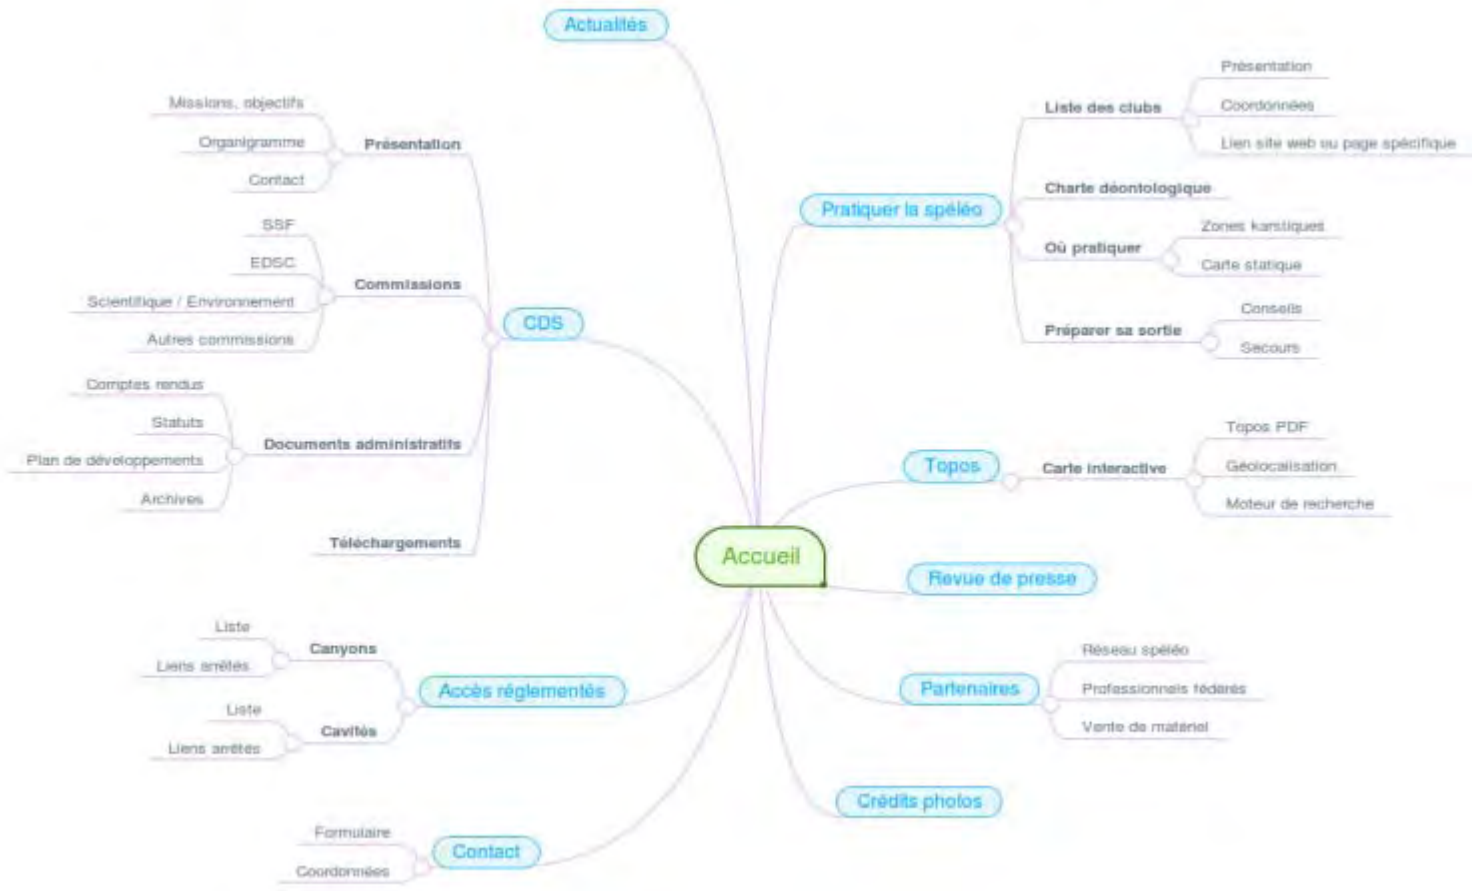 Actualités
Missions, objectifs
Organigramme
Contact
Présentation
SSF
EDSC
Scientifique / Environnement
Autres commissions
Commissions
Comptes rendus
Statuts
Plan de développements
Archives
Documents administratifs
Téléchargements
CDS
Liste
Liens arrêtés
Canyons
Liste
Liens arrêtés
Cavités
Accès réglementés
Formulaire
Coordonnées
Contact
Accueil
Pratiquer la spéléo
Liste des clubs
Présentation
Coordonnées
Lien site web ou page spécifique
Charte déontologique
Où pratiquer
Zones karstiques
Carte statique
Préparer sa sortie
Conseils
Secours
Topos
Carte interactive
Topos PDF
Géolocalisation
Moteur de recherche
Revue de presse
Partenaires
Réseau spéléo
Professionnels fédérés
Vente de matériel
Crédits photos